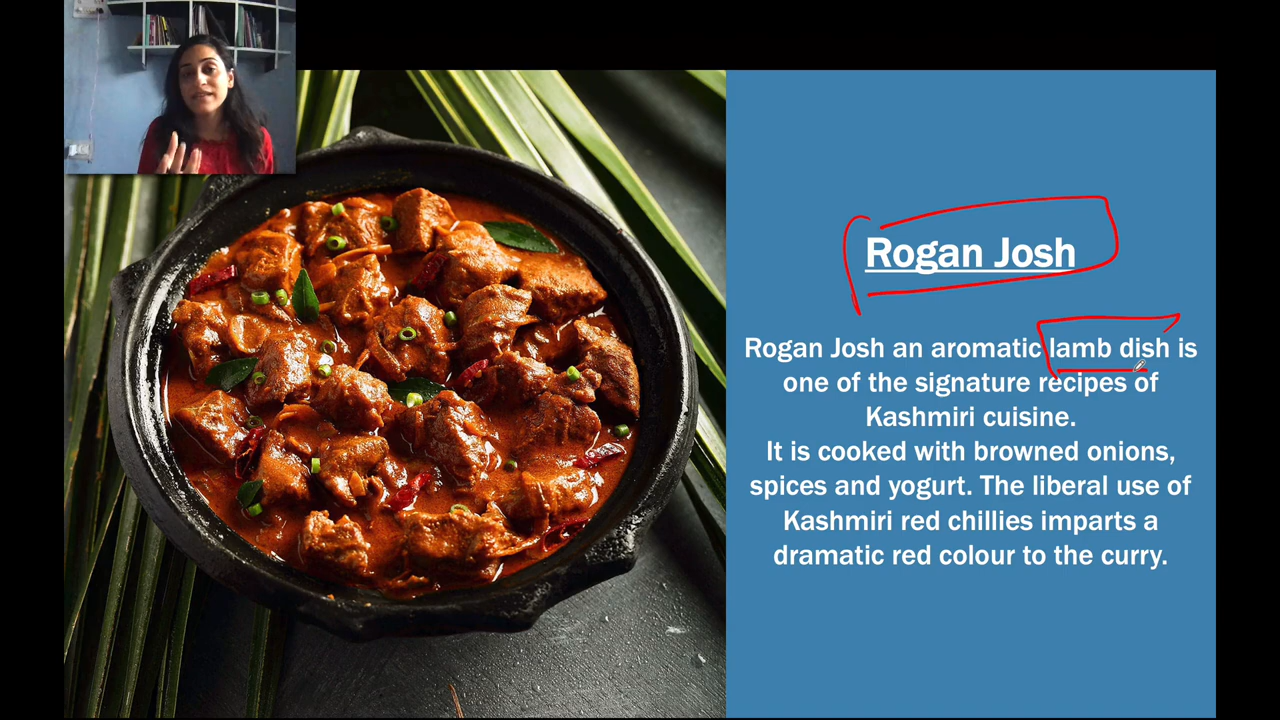 Rogan Josh
Rogan Josh an aromatic lamb dish is
one of the signature recipes of
Kashmiri cuisine.
It is cooked with browned onions,
spices and yogurt. The liberal use of
Kashmiri red chillies imparts a
dramatic red colour to the curry.